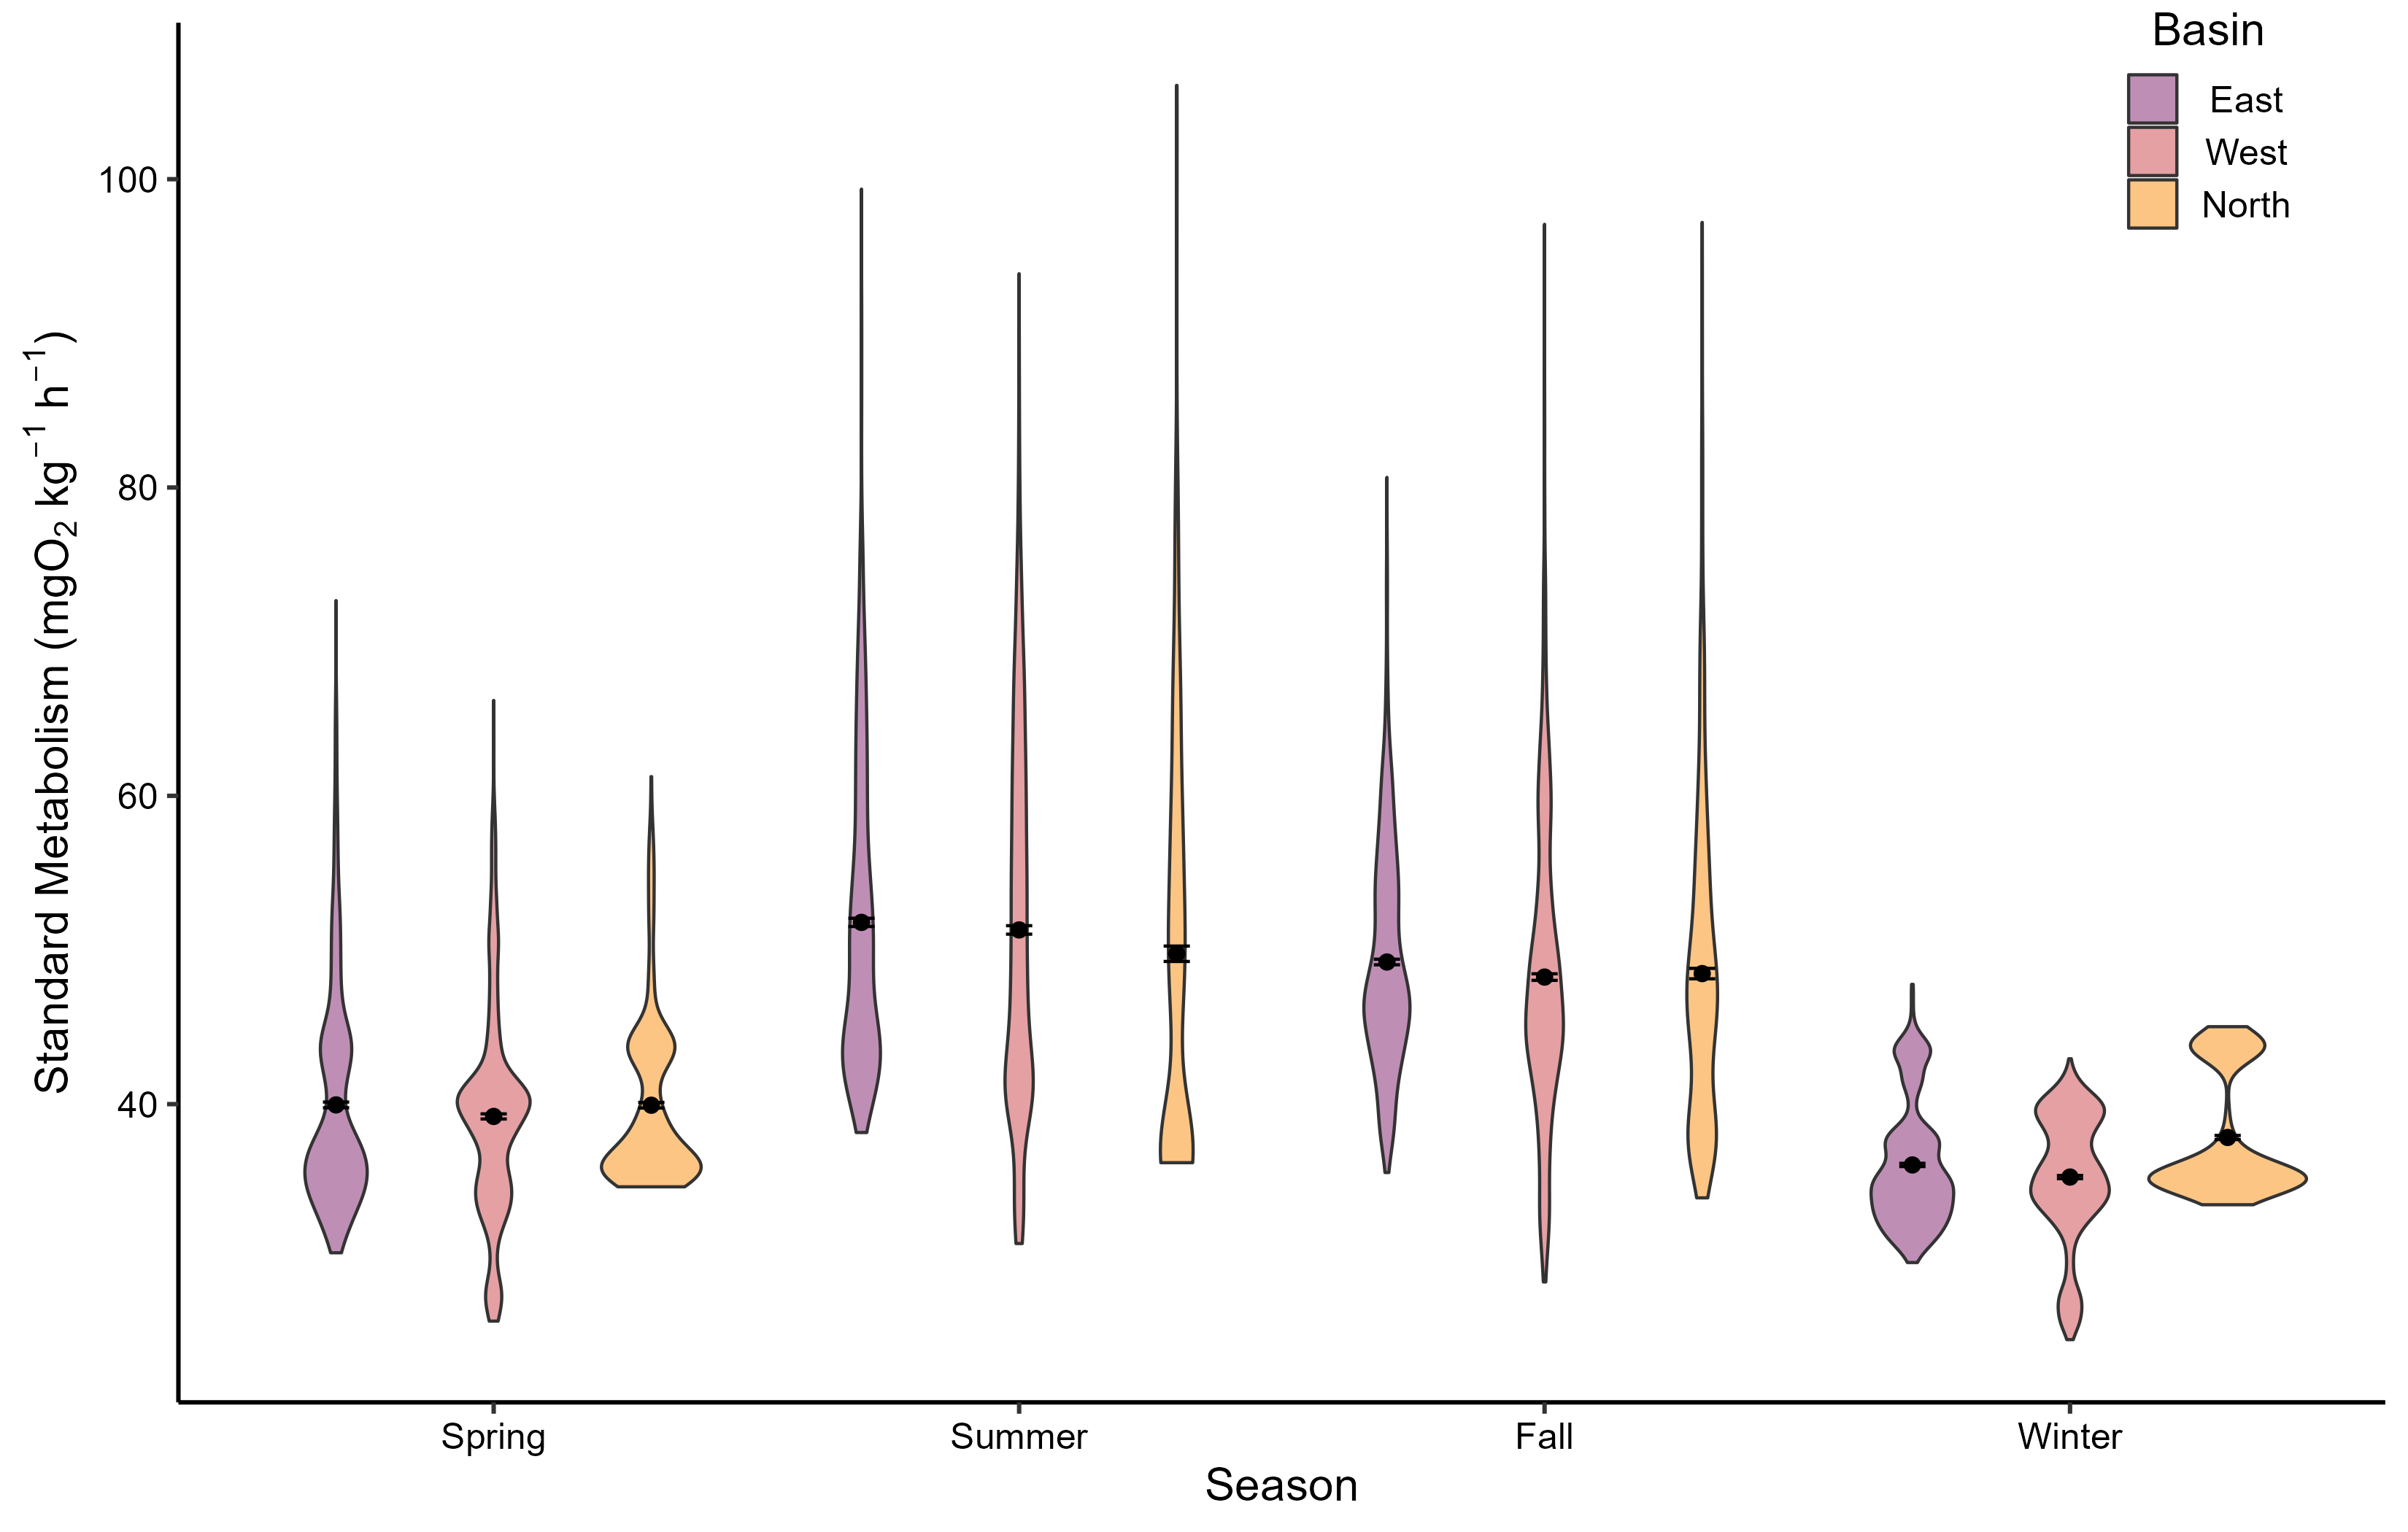 Basin
East
West
North
100
80
60
40
Standard Metabolism (mgO₂ kg⁻¹ h⁻¹)
Spring Summer Fall Winter
Season